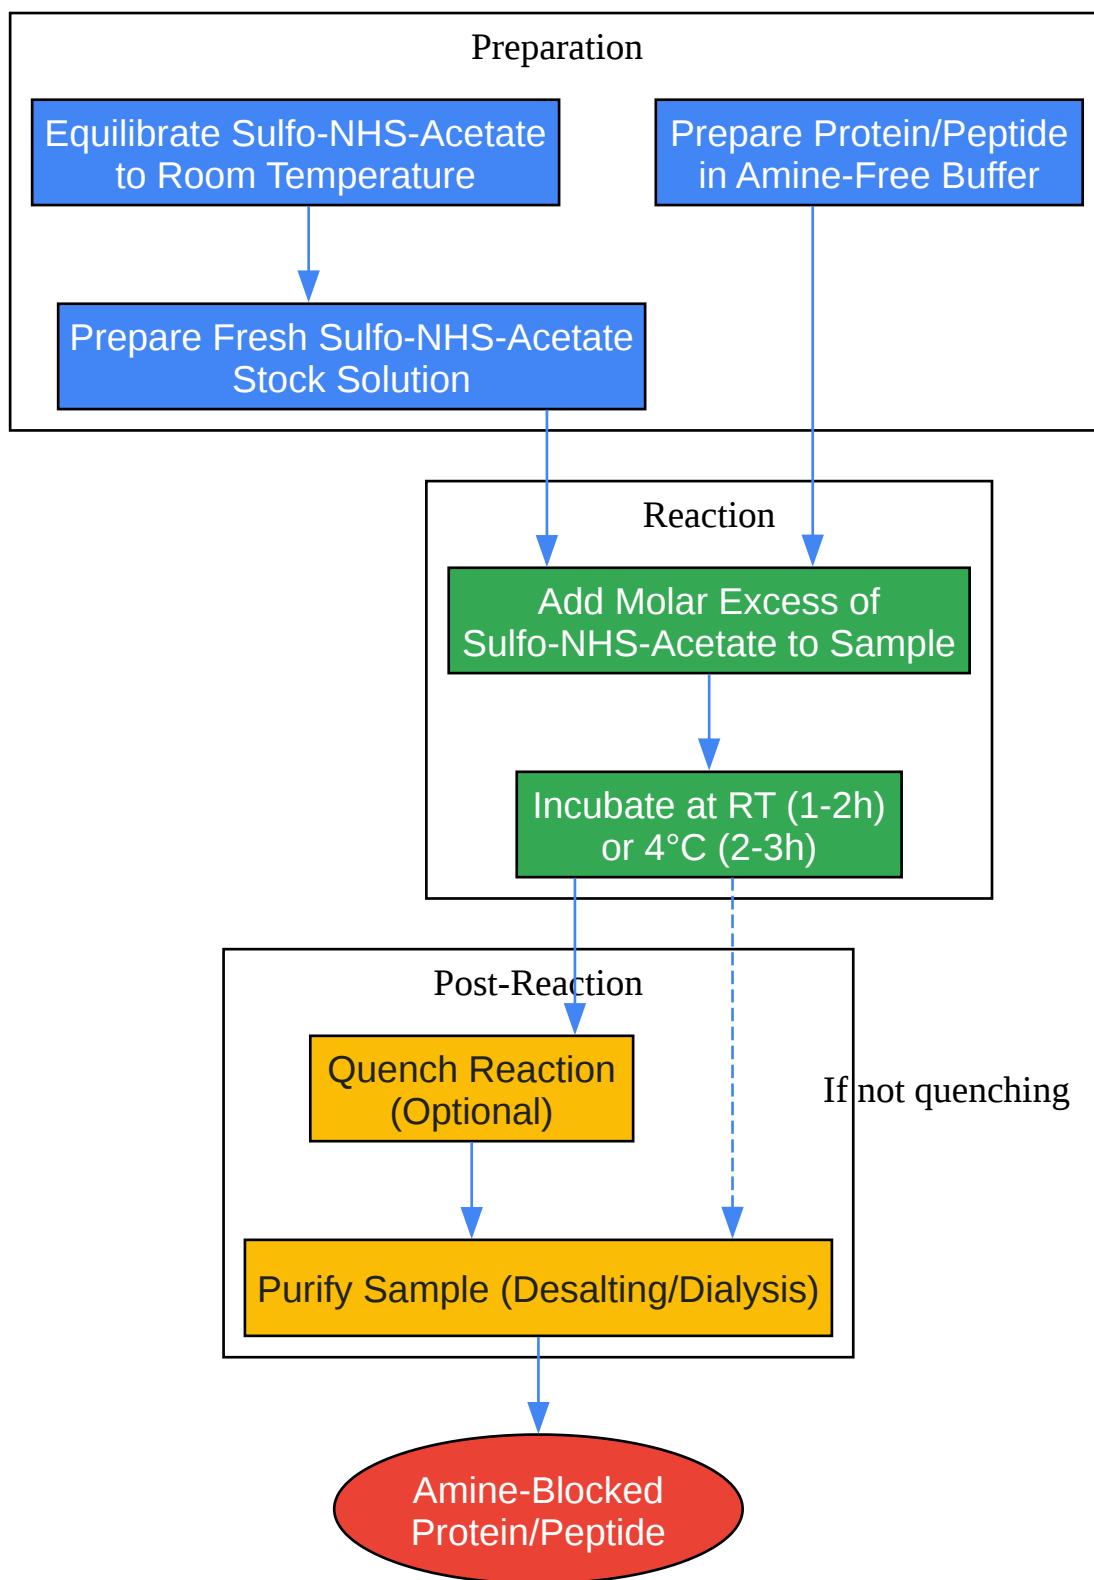 Preparation
Equilibrate Sulfo-NHS-Acetate
to Room Temperature
Prepare Protein/Peptide
in Amine-Free Buffer
Prepare Fresh Sulfo-NHS-Acetate
Stock Solution
Reaction
Add Molar Excess of
Sulfo-NHS-Acetate to Sample
Incubate at RT (1-2h)
or 4°C (2-3h)
Post-Reaction
Quench Reaction
(Optional)
If not quenching
Purify Sample (Desalting/Dialysis)
Amine-Blocked
Protein/Peptide